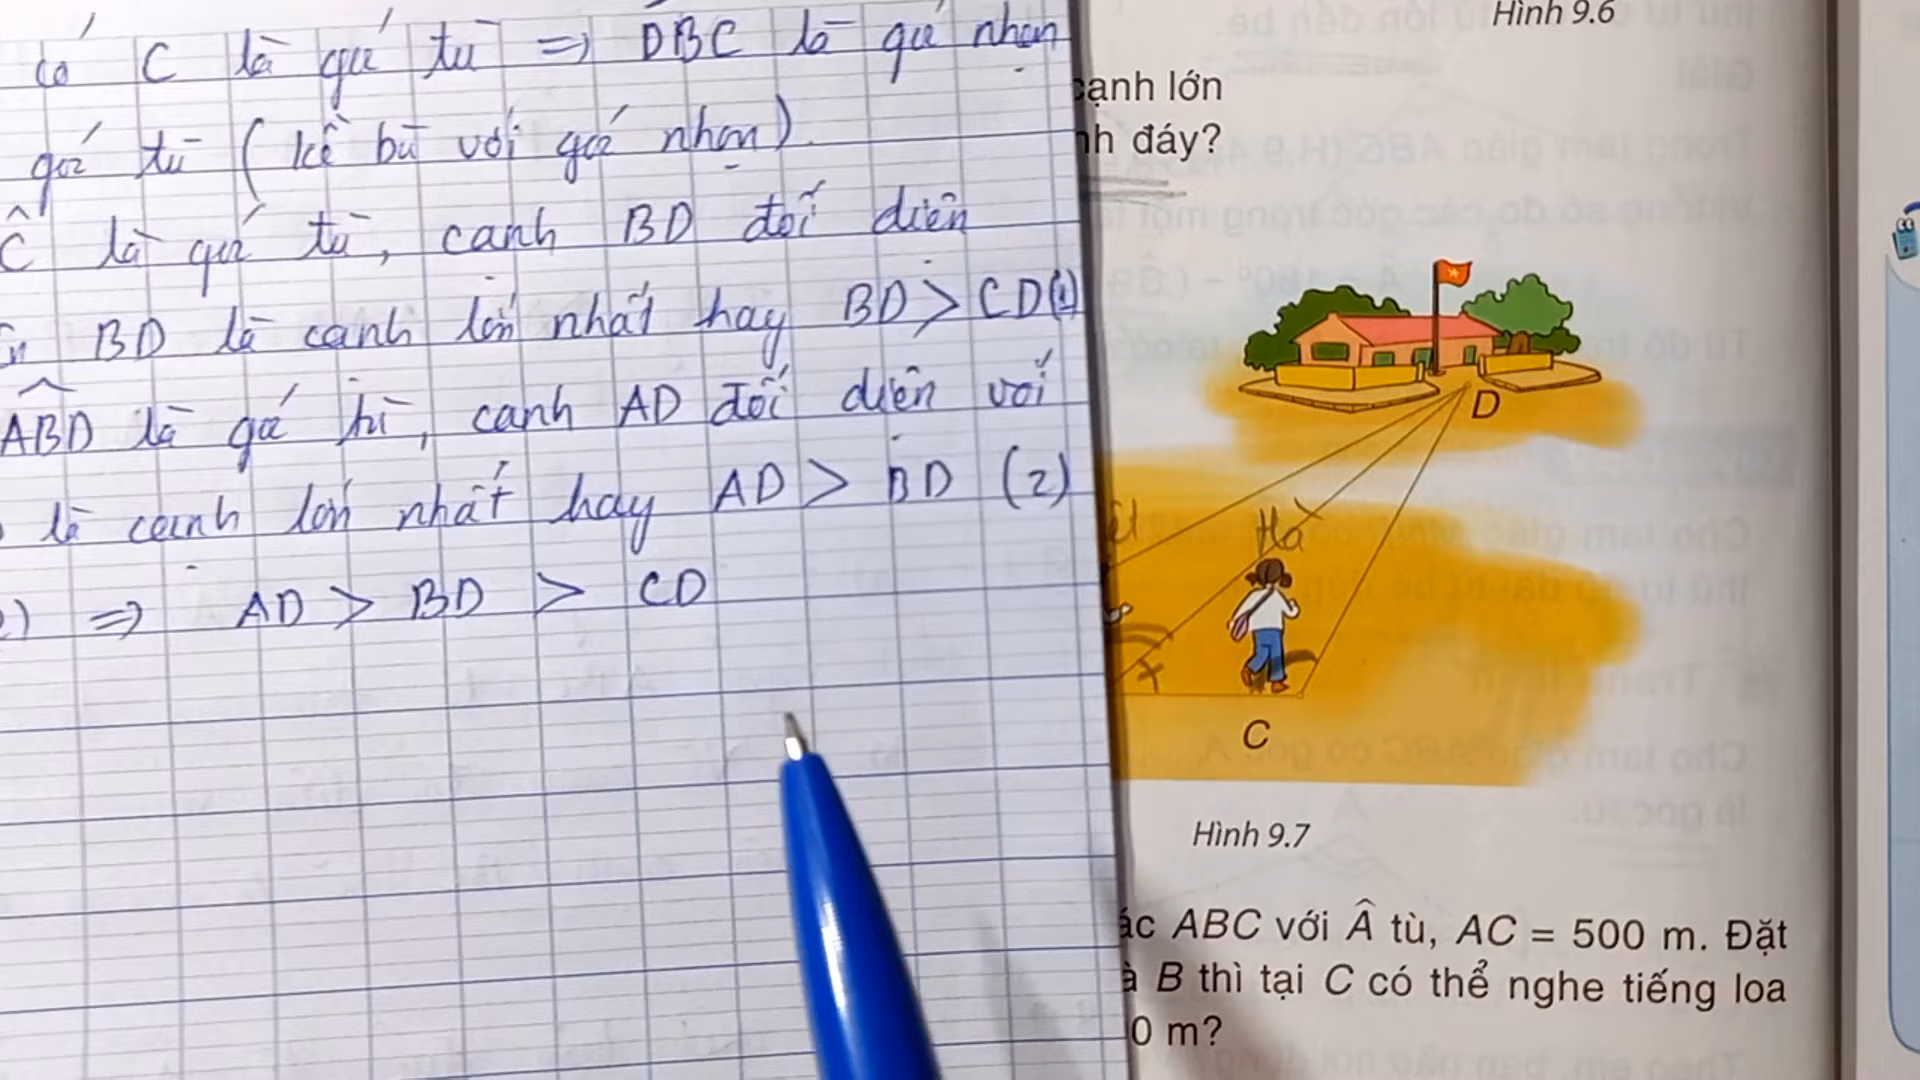 có C là góc tù => DBC là góc nhọn
góc tù (kề bù với góc nhọn).
Ĉ là góc tù, cạnh BD đối diện
BD là cạnh lớn nhất hay BD > CD (1)
ABD là góc tù, cạnh AD đối diện với
là cạnh lớn nhất hay AD > BD (2)
2) => AD > BD > CD
Hình 9.6
cạnh lớn
nh đáy?
D
Hà
C
Hình 9.7
ác ABC với Â tù, AC = 500 m. Đặt
à B thì tại C có thể nghe tiếng loa
0 m?